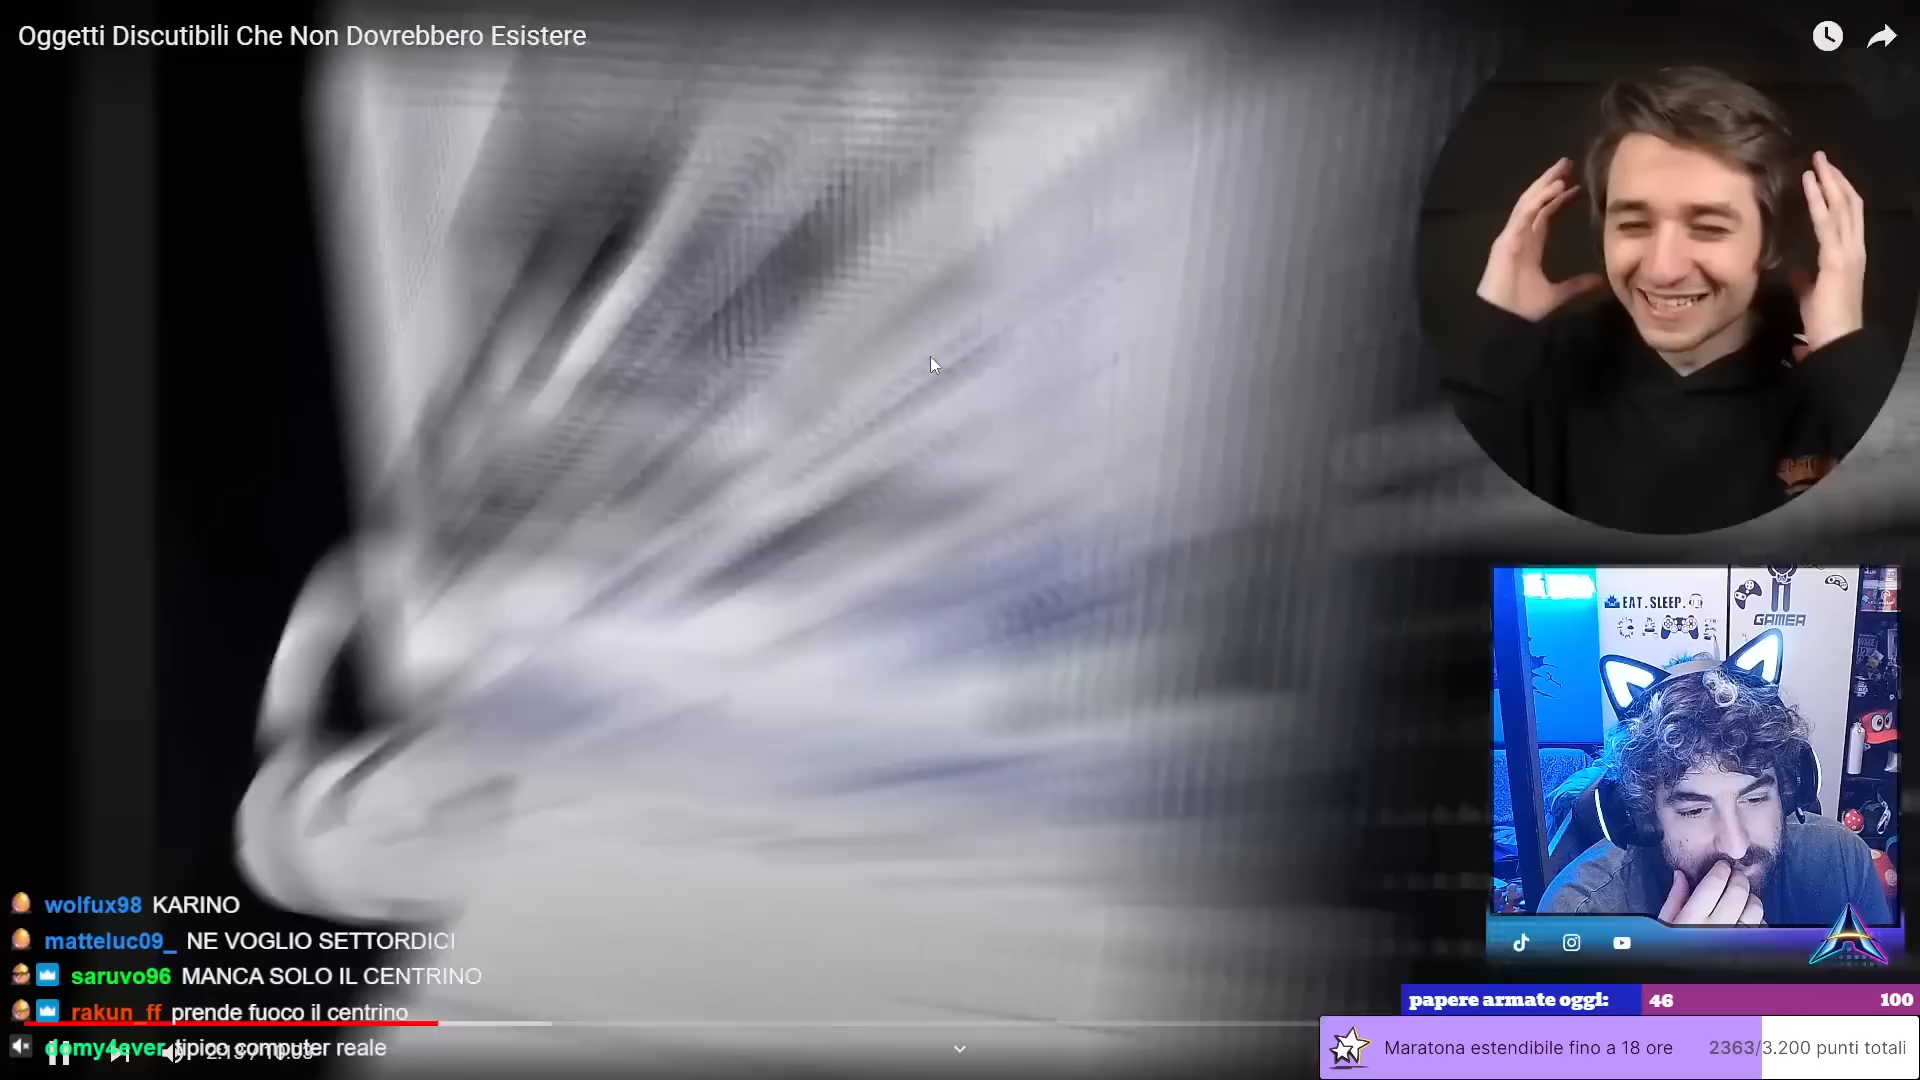 Oggetti Discutibili Che Non Dovrebbero Esistere
EAT.SLEEP.
GAMER
wolfux98 KARINO
matteluc09_ NE VOGLIO SETTORDICI
saruvo96 MANCA SOLO IL CENTRINO
rakun_ff prende fuoco il centrino
domy4ever tipico computer reale
papere armate oggi: 46 100
Maratona estendibile fino a 18 ore 2363/3.200 punti totali